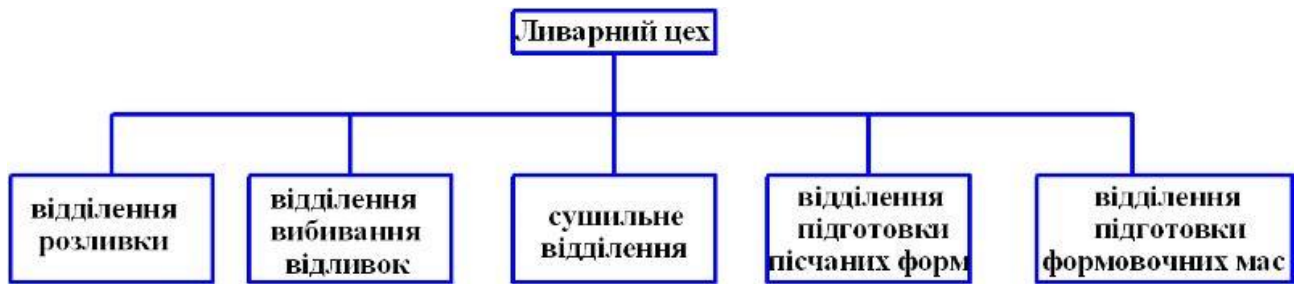 Ливарний цех
відділення
розливки
відділення
вибивання
відливок
сушильне
відділення
відділення
підготовки
пісчаних форм
відділення
підготовки
формовочних мас